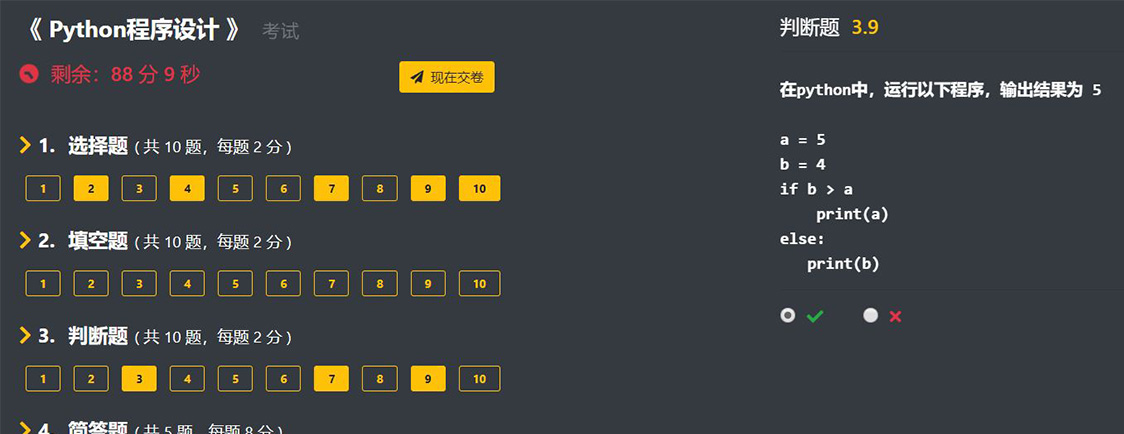 《 Python程序设计 》 考试
剩余：88 分 9 秒
现在交卷
1. 选择题 ( 共 10 题，每题 2 分 )
1 2 3 4 5 6 7 8 9 10
2. 填空题 ( 共 10 题，每题 2 分 )
1 2 3 4 5 6 7 8 9 10
3. 判断题 ( 共 10 题，每题 2 分 )
1 2 3 4 5 6 7 8 9 10
4. 简答题 ( 共 5 题，每题 8 分 )
判断题 3.9
在python中，运行以下程序，输出结果为 5
a = 5
b = 4
if b > a
    print(a)
else:
   print(b)